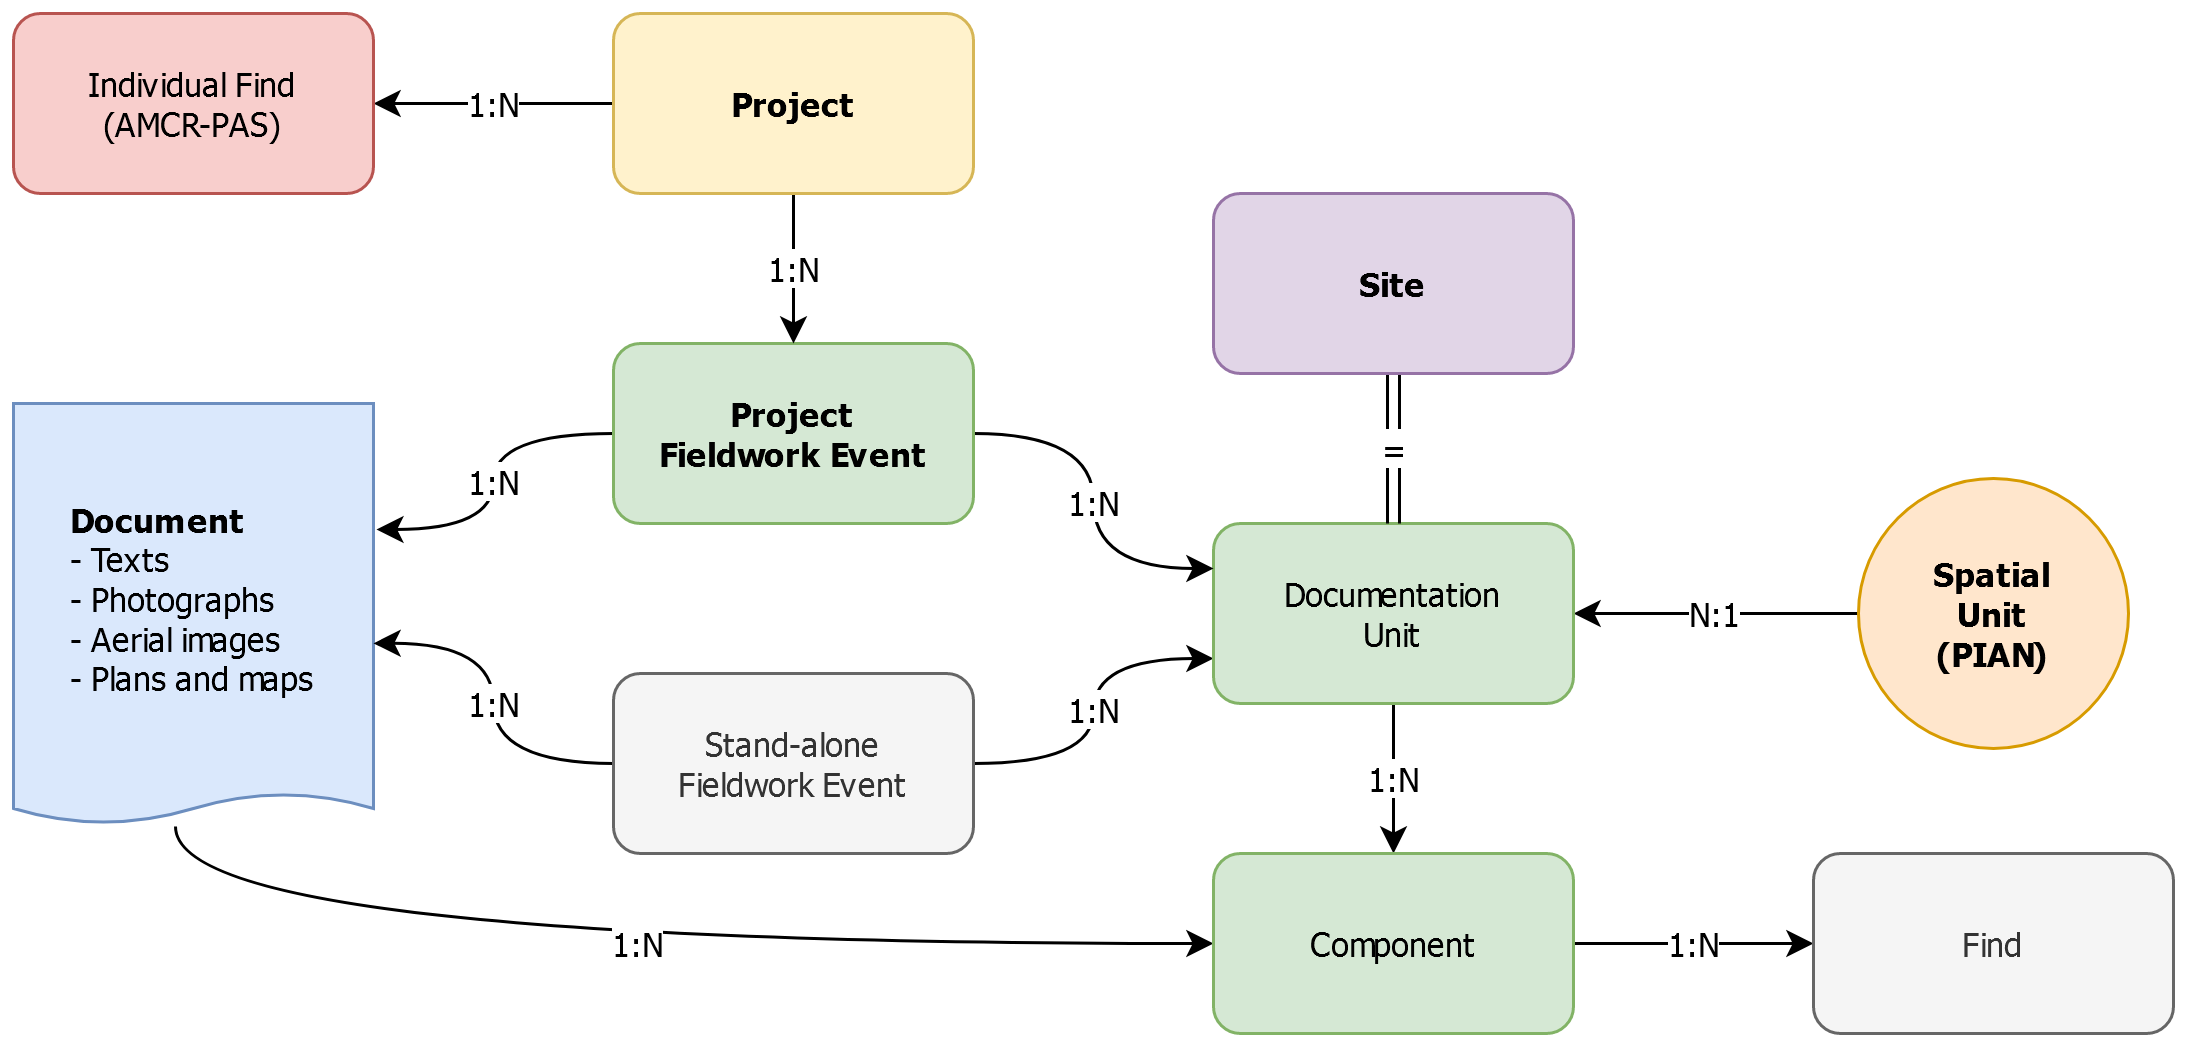 Individual Find
(AMCR-PAS)
1:N
Project
1:N
Site
Project
Fieldwork Event
1:N
1:N
=
Document
- Texts
- Photographs
- Aerial images
- Plans and maps
Documentation
Unit
N:1
Spatial
Unit
(PIAN)
1:N
1:N
Stand-alone
Fieldwork Event
1:N
1:N
Component
1:N
Find